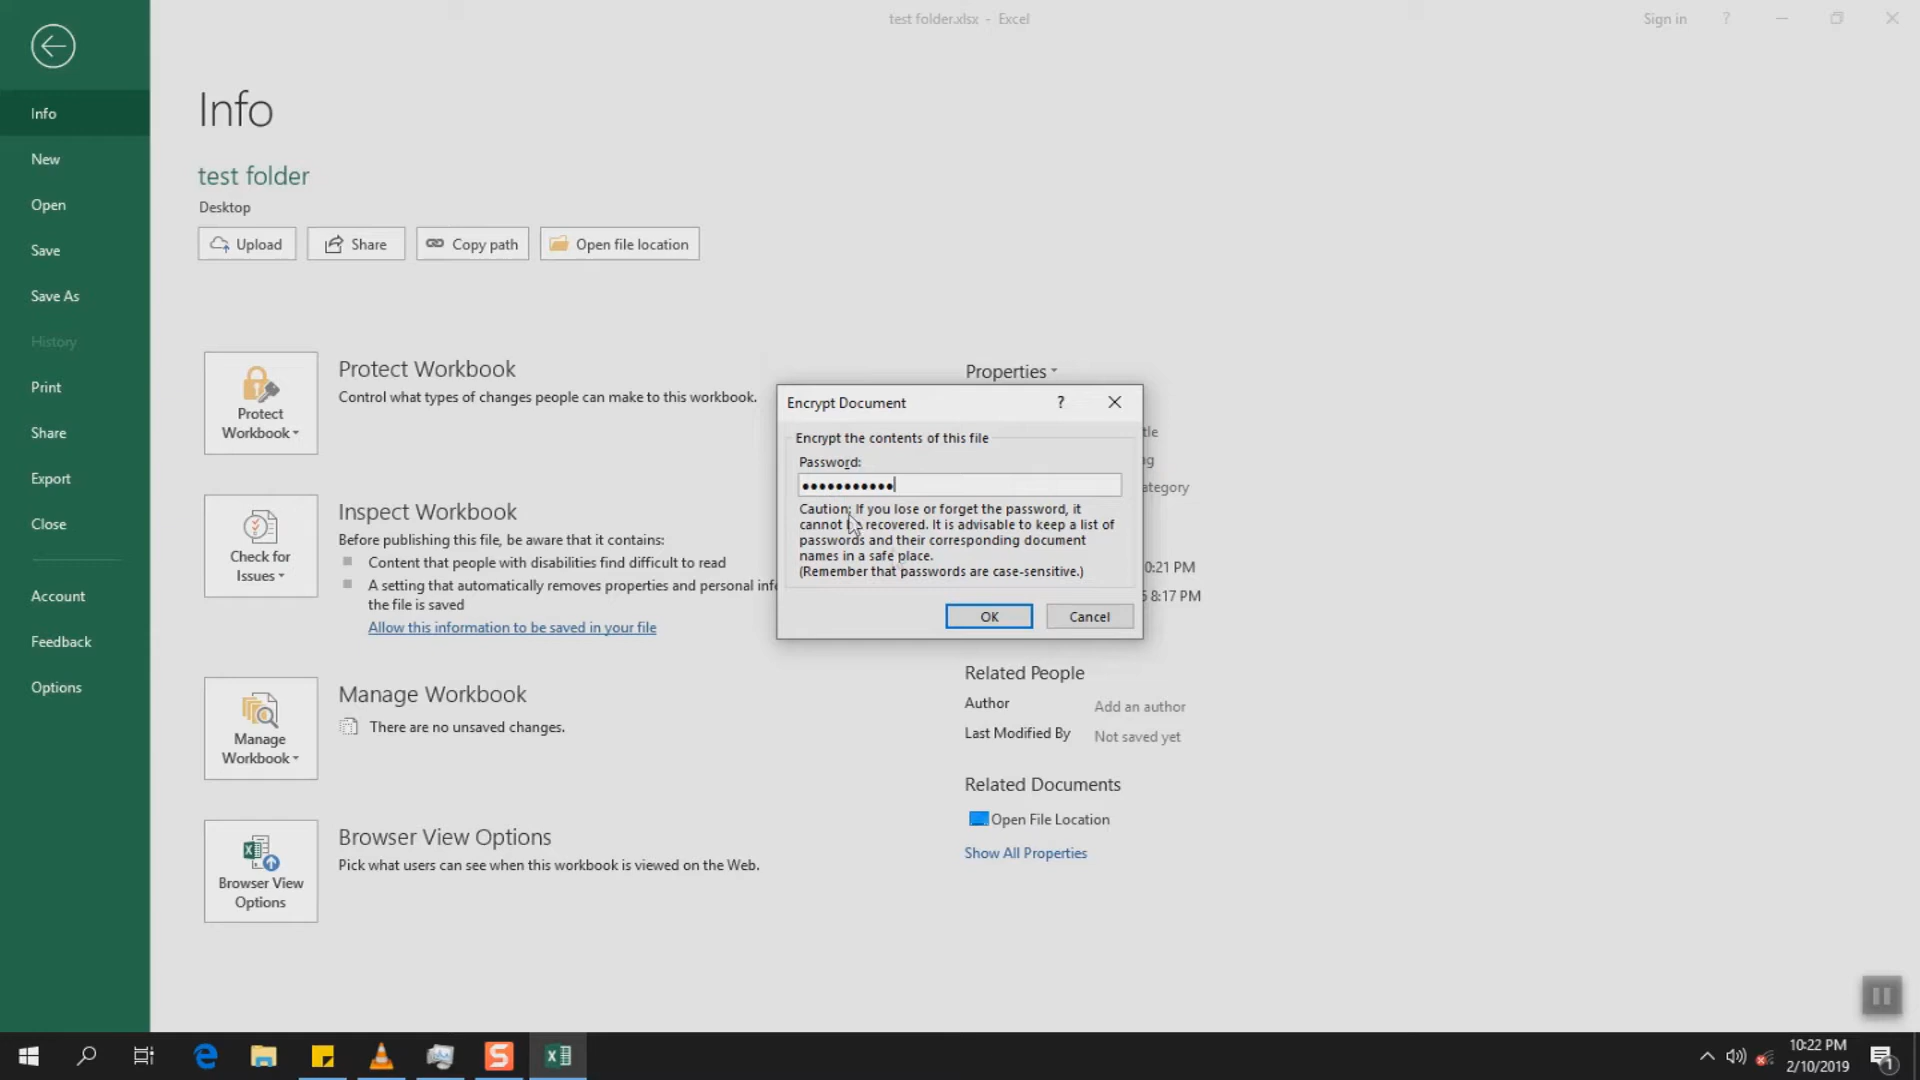 test folder.xlsx - Excel
Sign in
?
Info
New
Open
Save
Save As
History
Print
Share
Export
Close
Account
Feedback
Options
Info
test folder
Desktop
Upload
Share
Copy path
Open file location
Protect Workbook
Protect Workbook
Control what types of changes people can make to this workbook.
Check for Issues
Inspect Workbook
Before publishing this file, be aware that it contains:
Content that people with disabilities find difficult to read
A setting that automatically removes properties and personal
the file is saved
Allow this information to be saved in your file
Manage Workbook
Manage Workbook
There are no unsaved changes.
Browser View Options
Browser View Options
Pick what users can see when this workbook is viewed on the Web.
Properties
Encrypt Document
?
Encrypt the contents of this file
Password:
Caution: If you lose or forget the password, it
cannot be recovered. It is advisable to keep a list of
passwords and their corresponding document
names in a safe place.
(Remember that passwords are case-sensitive.)
OK
Cancel
0:21 PM
8:17 PM
Related People
Author
Add an author
Last Modified By
Not saved yet
Related Documents
Open File Location
Show All Properties
10:22 PM
2/10/2019
1